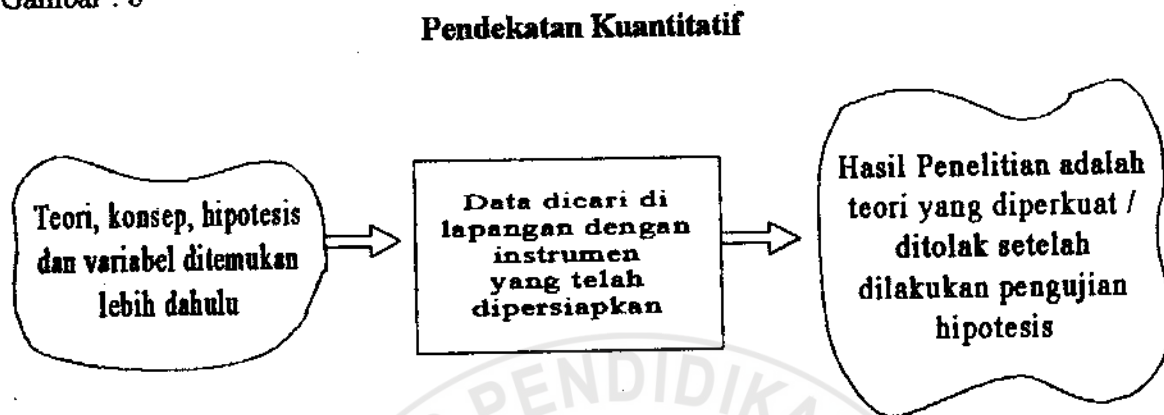 Gambar : 8
Pendekatan Kuantitatif
Teori, konsep, hipotesis
dan variabel ditemukan
lebih dahulu
Data dicari di
lapangan dengan
instrumen
yang telah
dipersiapkan
Hasil Penelitian adalah
teori yang diperkuat /
ditolak setelah
dilakukan pengujian
hipotesis
PENDIDIKA